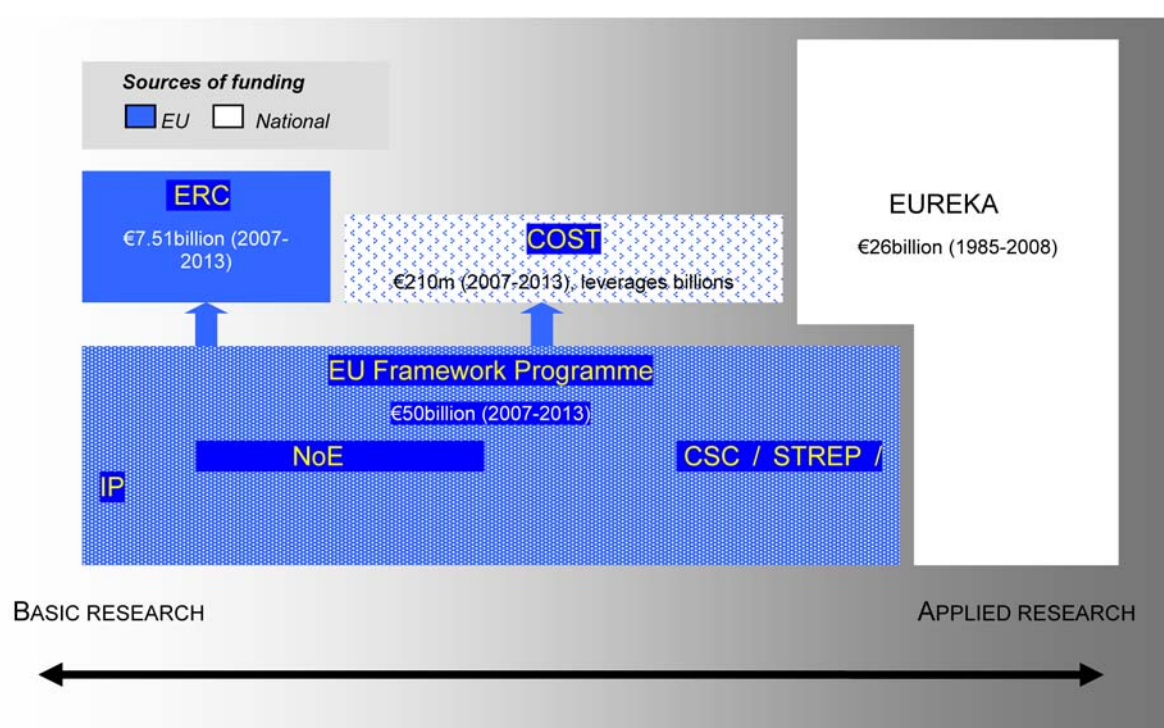 Sources of funding
EU National
ERC
€7.51billion (2007-
2013)
COST
€210m (2007-2013), leverages billions
EUREKA
€26billion (1985-2008)
EU Framework Programme
€50billion (2007-2013)
NoE CSC / STREP /
IP
BASIC RESEARCH APPLIED RESEARCH